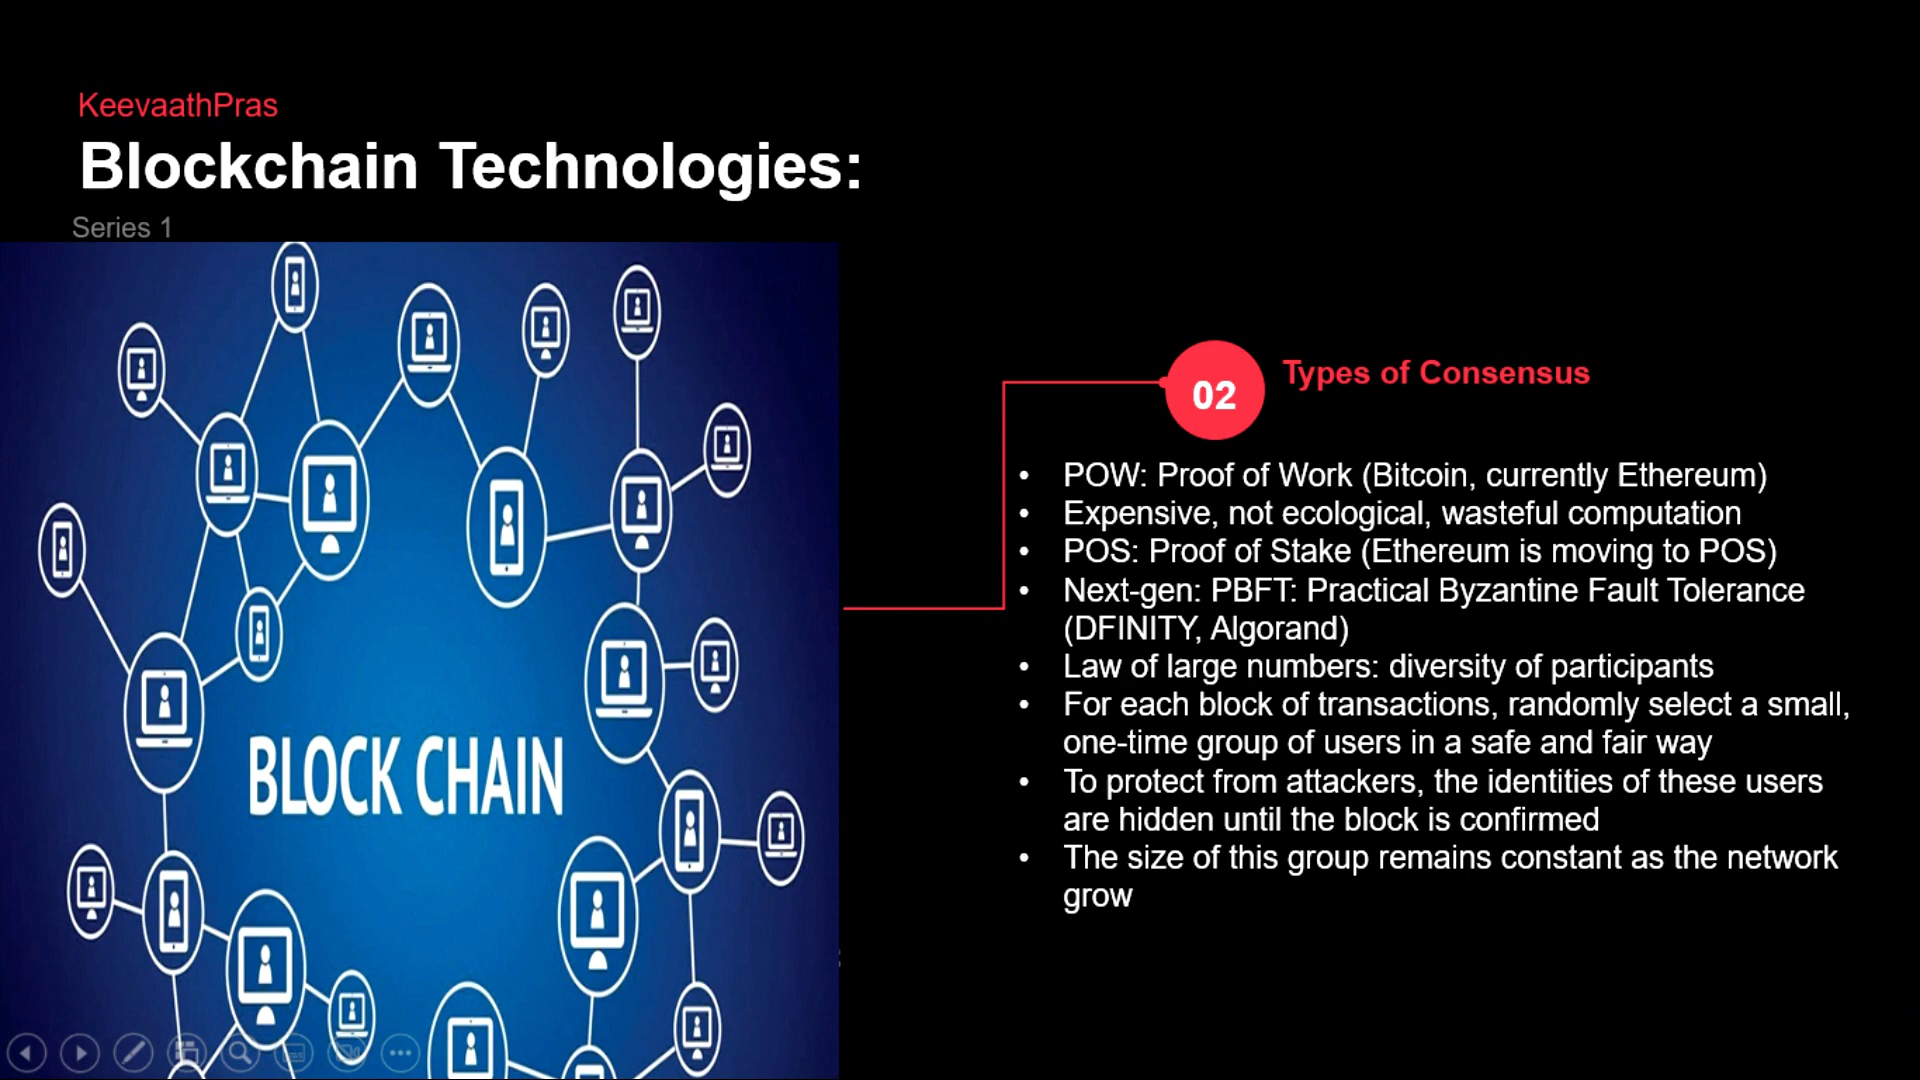 KeevaathPras
Blockchain Technologies:
Series 1
BLOCK CHAIN
02
Types of Consensus
• POW: Proof of Work (Bitcoin, currently Ethereum)
• Expensive, not ecological, wasteful computation
• POS: Proof of Stake (Ethereum is moving to POS)
• Next-gen: PBFT: Practical Byzantine Fault Tolerance
(DFINITY, Algorand)
• Law of large numbers: diversity of participants
• For each block of transactions, randomly select a small,
one-time group of users in a safe and fair way
• To protect from attackers, the identities of these users
are hidden until the block is confirmed
• The size of this group remains constant as the network
grow